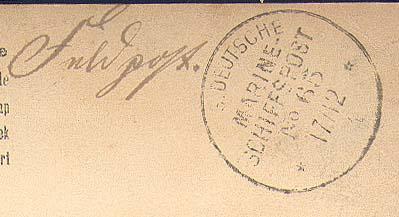 Feldpost.
DEUTSCHE
MARINE-
SCHIFFSPOST
No 65
17/12